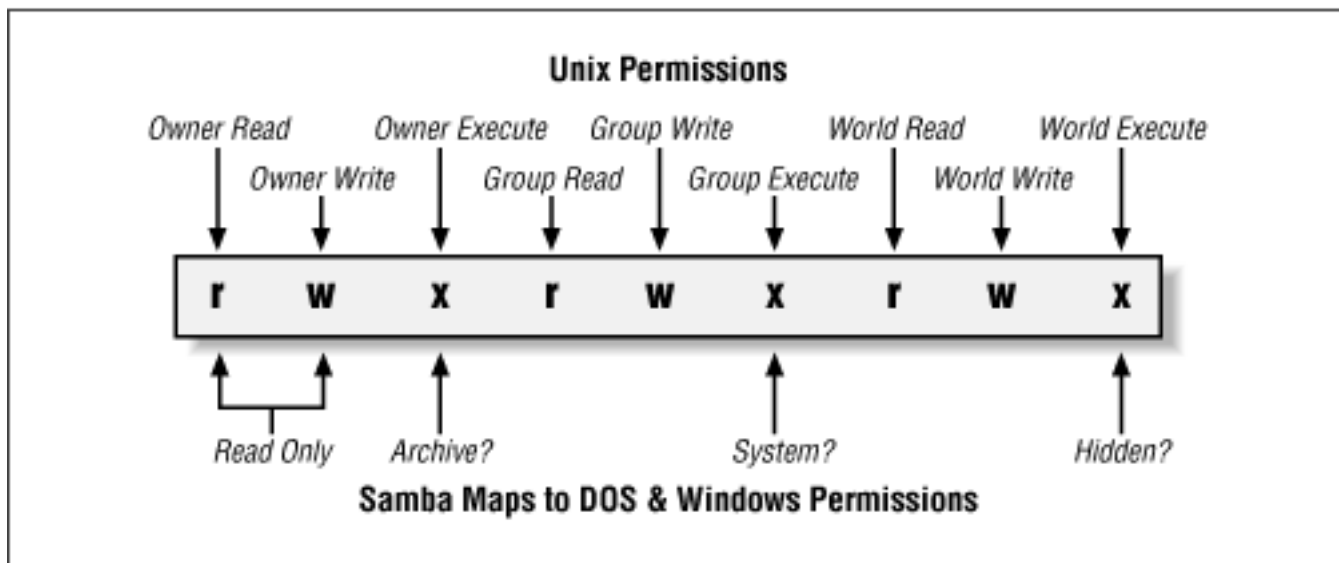 Unix Permissions
Owner Read Owner Execute Group Write World Read World Execute
Owner Write Group Read Group Execute World Write
r w x r w x r w x
Read Only Archive? System? Hidden?
Samba Maps to DOS & Windows Permissions